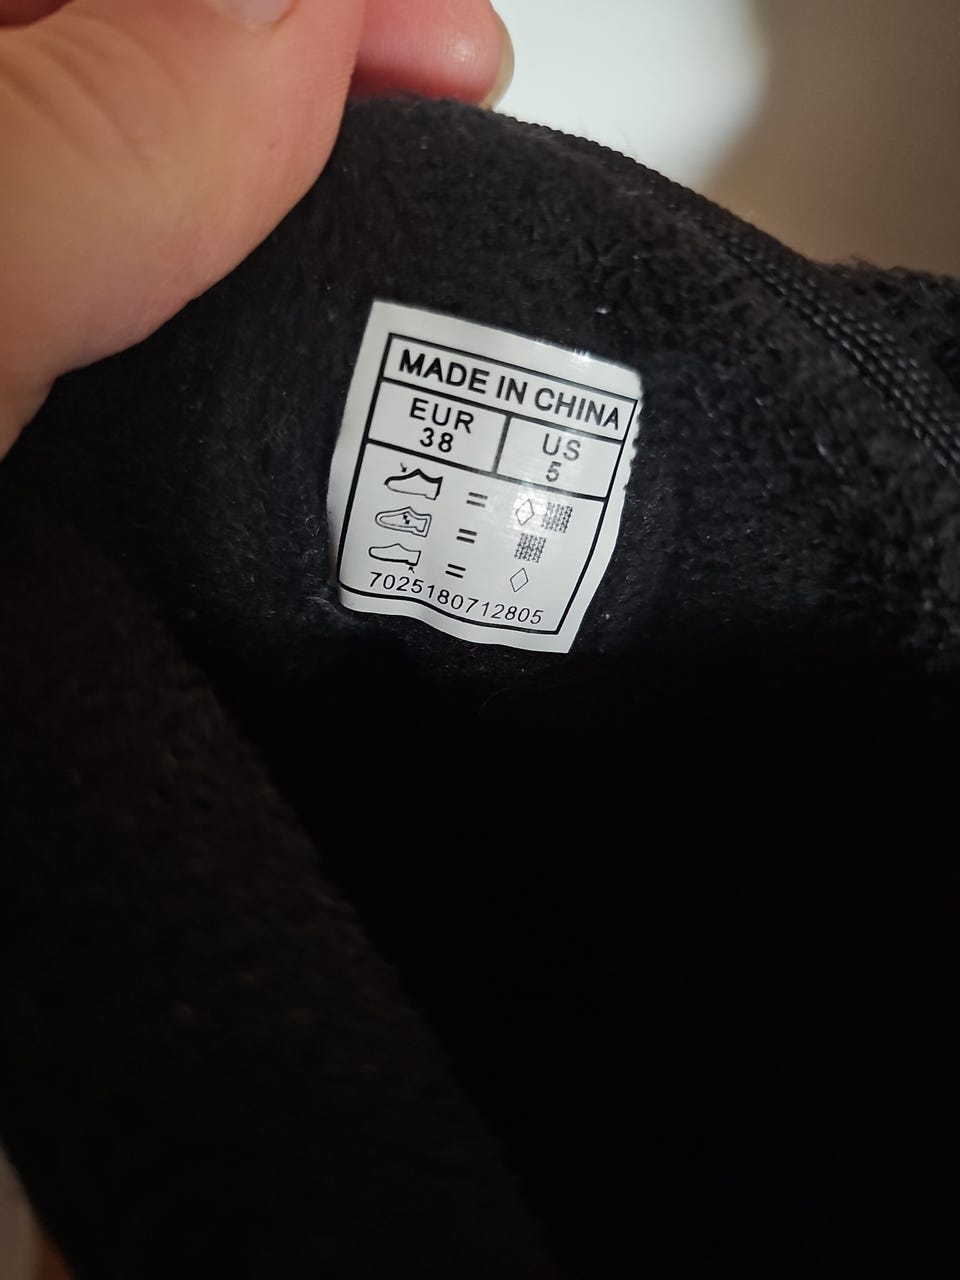 MADE IN CHINA
EUR
38
US
5
=
=
=
7025180712805